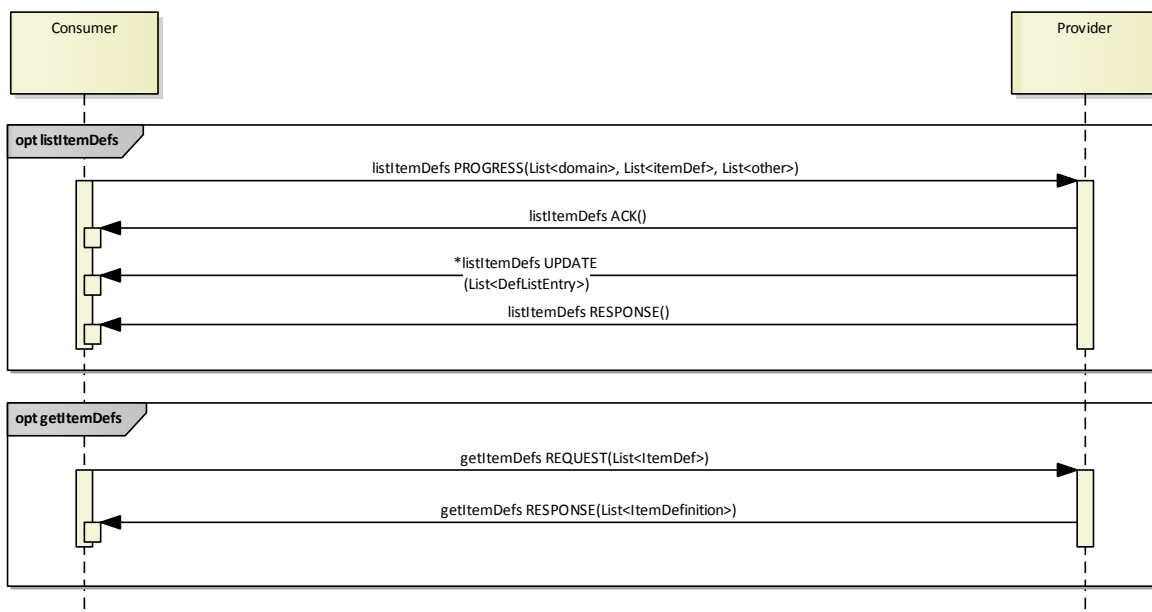 Consumer
Provider
opt listItemDefs
listItemDefs PROGRESS(List<domain>, List<itemDef>, List<other>)
listItemDefs ACK()
*listItemDefs UPDATE
(List<DefListEntry>)
listItemDefs RESPONSE()
opt getItemDefs
getItemDefs REQUEST(List<ItemDef>)
getItemDefs RESPONSE(List<ItemDefinition>)